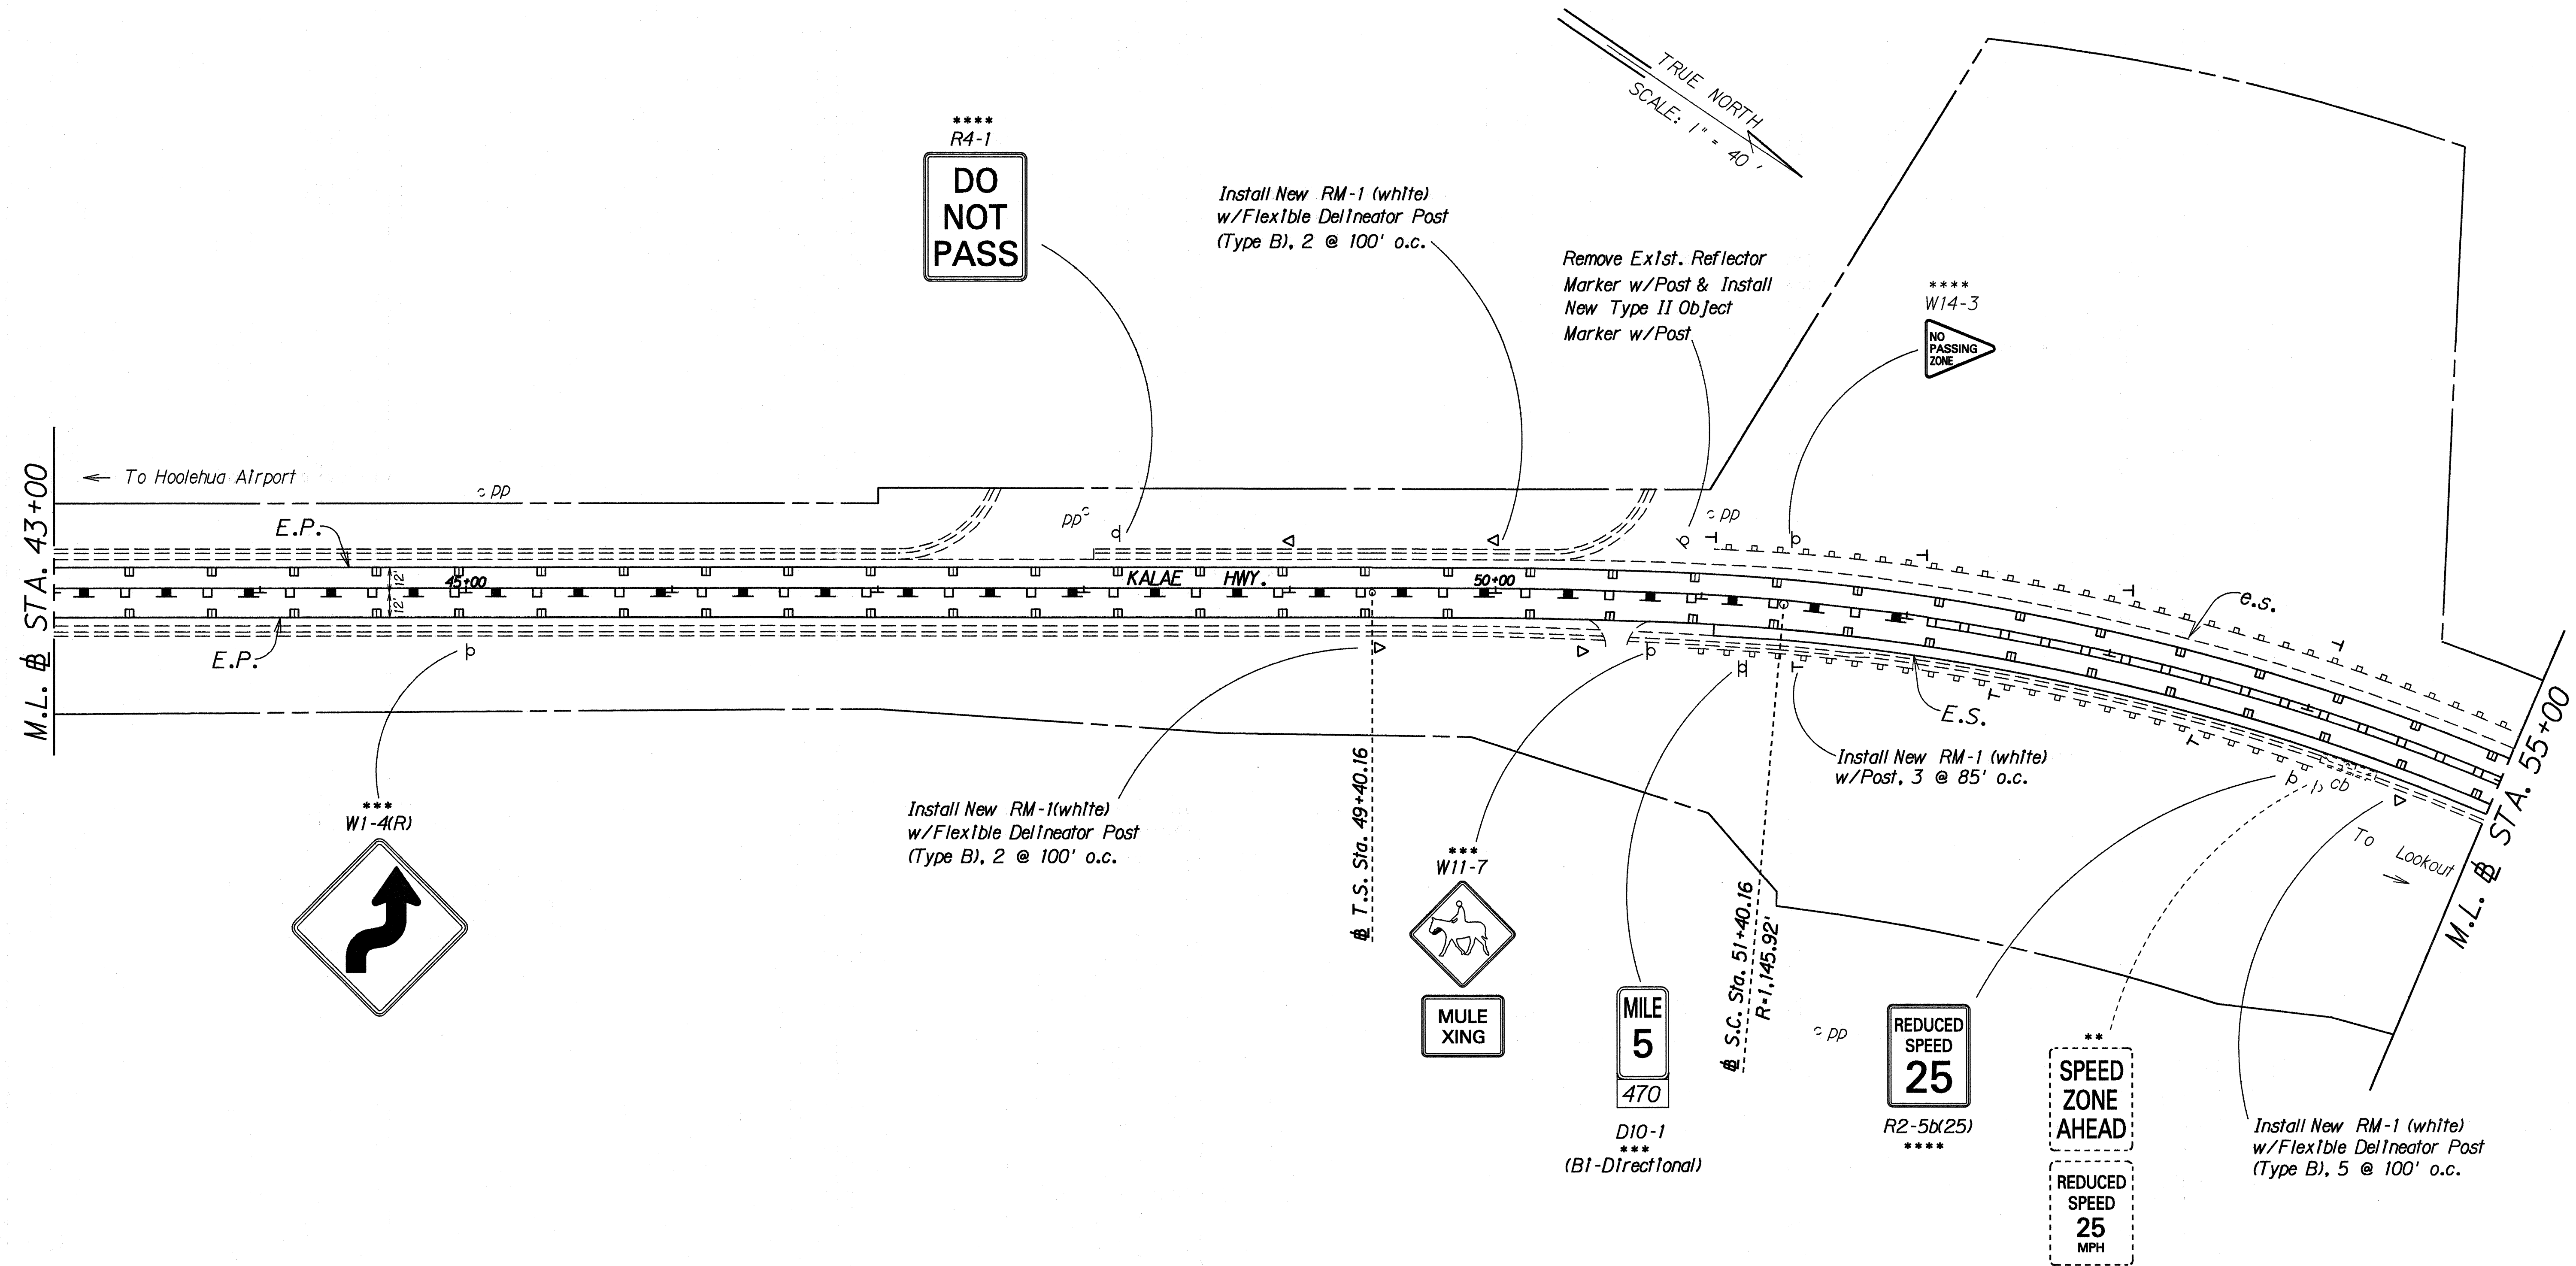 TRUE NORTH
SCALE: 1" = 40'
****
R4-1
DO
NOT
PASS
Install New RM-1 (white)
w/Flexible Delineator Post
(Type B), 2 @ 100' o.c.
Remove Exist. Reflector
Marker w/Post & Install
New Type II Object
Marker w/Post
****
W14-3
NO
PASSING
ZONE
M.L. ⅊ STA. 43+00
← To Hoolehua Airport
pp
E.P.
pp
pp
12'
12'
45+00
KALAE HWY.
50+00
e.s.
E.P.
E.S.
***
W1-4(R)
Install New RM-1(white)
w/Flexible Delineator Post
(Type B), 2 @ 100' o.c.
T.S. Sta. 49+40.16
***
W11-7
MULE
XING
MILE
5
470
D10-1
***
(Bi-Directional)
S.C. Sta. 51+40.16
R=1,145.92'
Install New RM-1 (white)
w/Post, 3 @ 85' o.c.
pp
REDUCED
SPEED
25
R2-5b(25)
****
**
SPEED
ZONE
AHEAD
REDUCED
SPEED
25
MPH
cb
To Lookout →
M.L. ⅊ STA. 55+00
Install New RM-1 (white)
w/Flexible Delineator Post
(Type B), 5 @ 100' o.c.